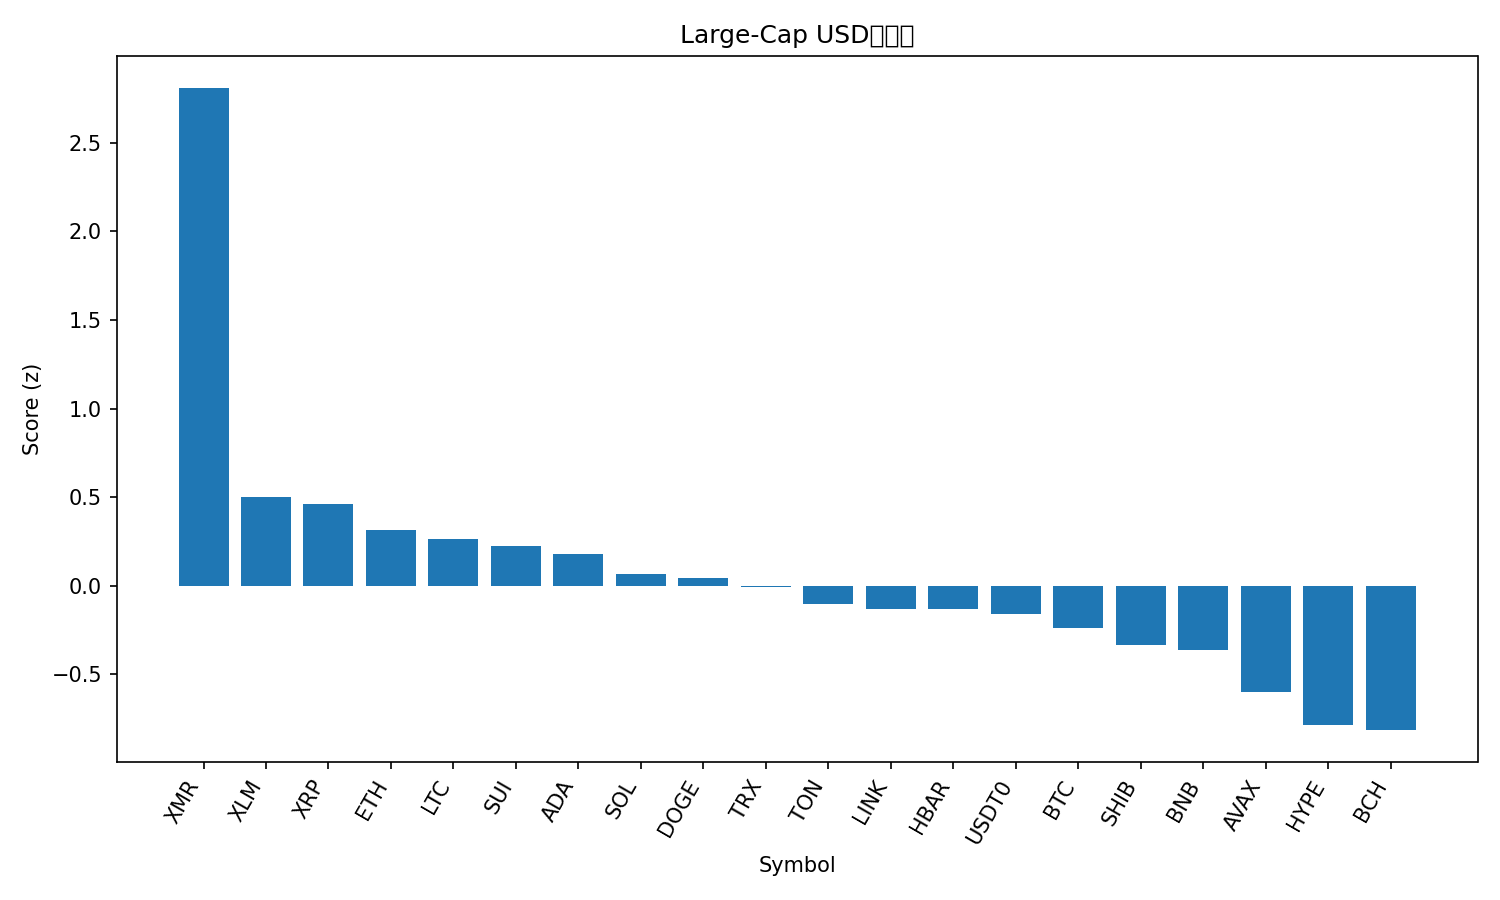 Large-Cap USD
Score (z)
2.5
2.0
1.5
1.0
0.5
0.0
−0.5
XMR
XLM
XRP
ETH
LTC
SUI
ADA
SOL
DOGE
TRX
TON
LINK
HBAR
USDT0
BTC
SHIB
BNB
AVAX
HYPE
BCH
Symbol